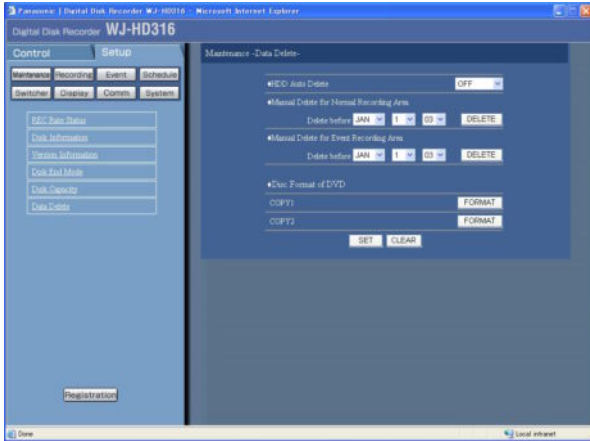 Panasonic | Digital Disk Recorder WJ-HD316 - Microsoft Internet Explorer
Digital Disk Recorder WJ-HD316
Control Setup
Maintenance Recording Event Schedule
Switcher Display Comm System
REC Rate Status
Disk Information
Version Information
Disk End Mode
Disk Capacity
Data Delete
Registration
Maintenance -Data Delete-
♦HDD Auto Delete OFF
♦Manual Delete for Normal Recording Area
Delete before JAN 1 03 DELETE
♦Manual Delete for Event Recording Area
Delete before JAN 1 03 DELETE
♦Disc Format of DVD
COPY1 FORMAT
COPY2 FORMAT
SET CLEAR
Done Local intranet